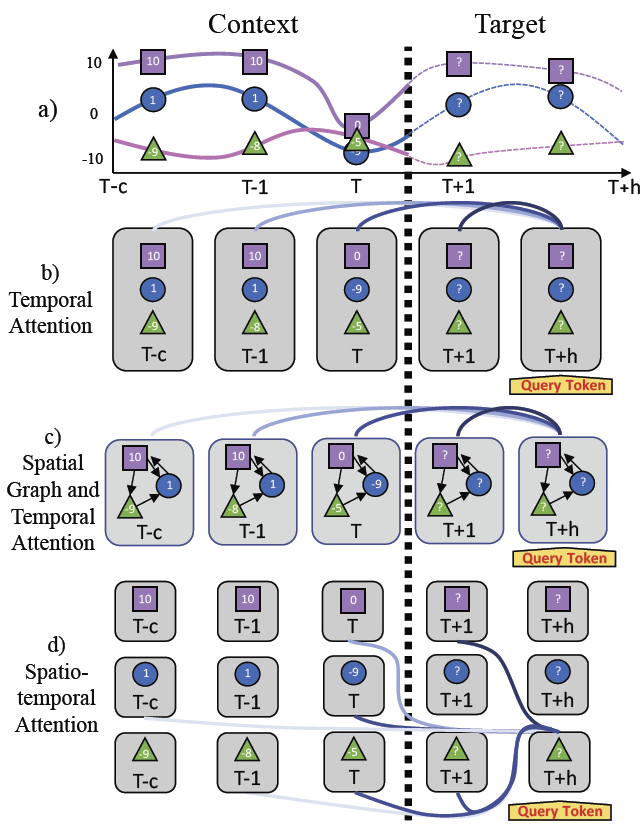 Context Target
a)
10
0
-10
10 10 0 ? ?
1 1 -9 ? ?
-9 -8 -5 ? ?
T-c T-1 T T+1 T+h
b)
Temporal
Attention
10 10 0 ? ?
1 1 -9 ? ?
-9 -8 -5 ? ?
T-c T-1 T T+1 T+h
Query Token
c)
Spatial
Graph and
Temporal
Attention
10 10 0 ? ?
1 1 -9 ? ?
-9 -8 -5 ? ?
T-c T-1 T T+1 T+h
Query Token
d)
Spatio-
temporal
Attention
10 10 0 ? ?
T-c T-1 T T+1 T+h
1 1 -9 ? ?
T-c T-1 T T+1 T+h
-9 -8 -5 ? ?
T-c T-1 T T+1 T+h
Query Token